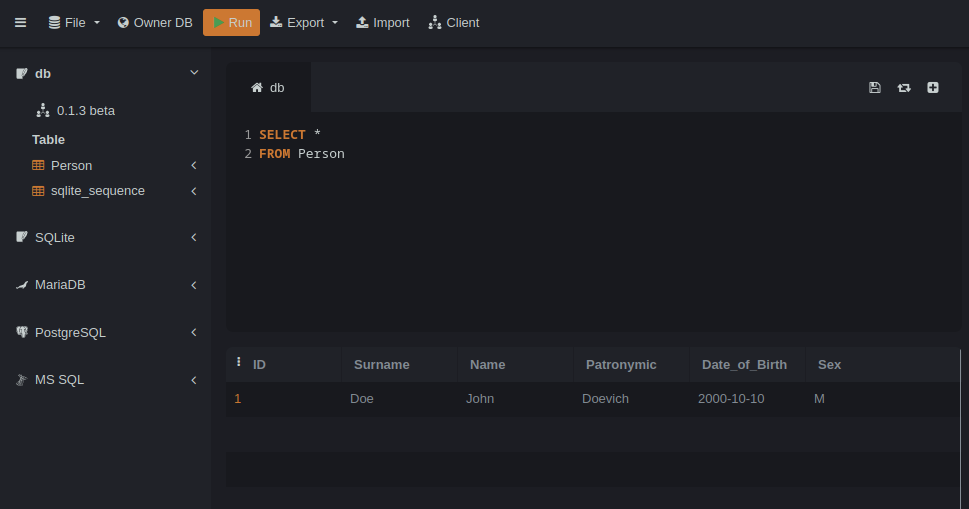 File Owner DB Run Export Import Client
db
0.1.3 beta
Table
Person
sqlite_sequence
SQLite
MariaDB
PostgreSQL
MS SQL
db
1 SELECT *
2 FROM Person
ID Surname Name Patronymic Date_of_Birth Sex
1 Doe John Doevich 2000-10-10 M